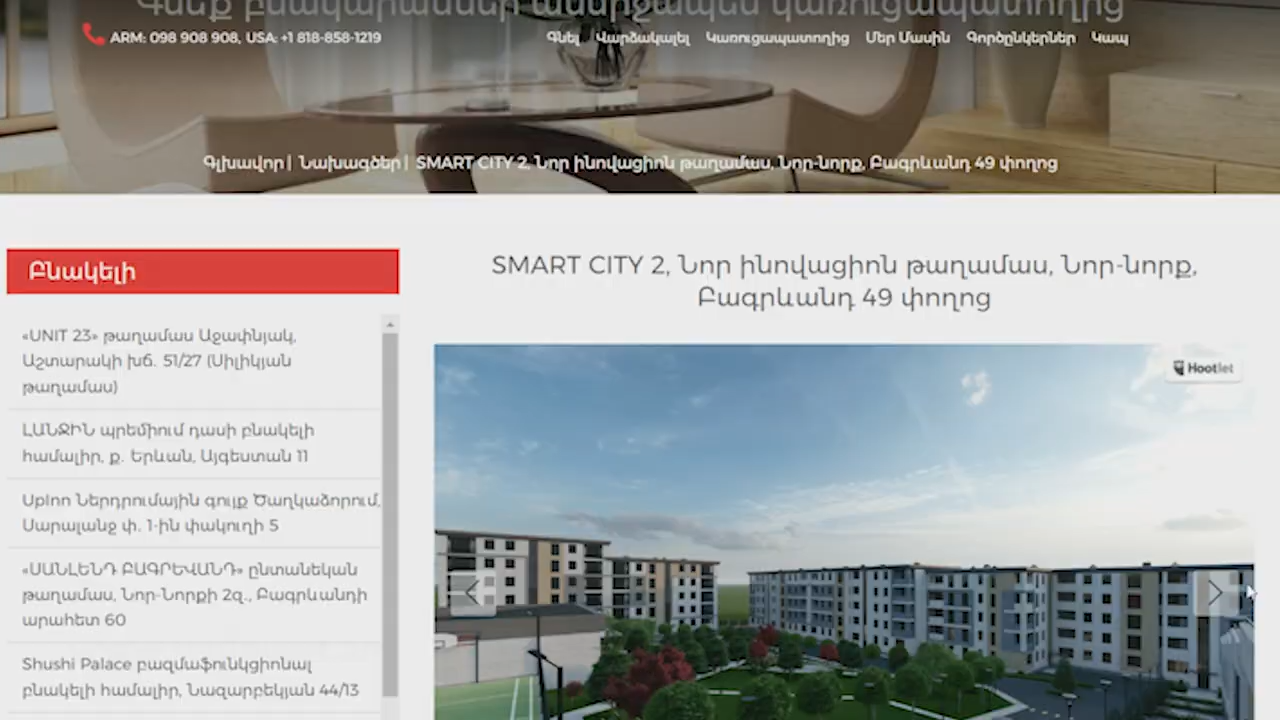 Գնեք բնակարաններ անմիջապես կառուցապատողից
ARM: 098 908 908, USA: +1 818-858-1219
Գնել Վարձակալել Կառուցապատողից Մեր Մասին Գործընկերներ Կապ
Գլխավոր | Նախագծեր | SMART CITY 2, Նոր ինովացիոն թաղամաս, Նոր-նորք, Բագրևանդ 49 փողոց
Բնակելի
SMART CITY 2, Նոր ինովացիոն թաղամաս, Նոր-նորք,
Բագրևանդ 49 փողոց
«UNIT 23» թաղամաս Աջափնյակ,
Աշտարակի խճ. 51/27 (Սիլիկյան
թաղամաս)
ԼԱՆՋԻՆ պրեմիում դասի բնակելի
համալիր, ք. Երևան, Այգեստան 11
Ներդրումային գույք Ծաղկաձորում,
Սարալանջ փ. 1-ին փակուղի 5
«ՍԱՆԼԵՆԴ ԲԱԳՐԵՎԱՆԴ» ընտանեկան
թաղամաս, Նոր-Նորքի 2զ., Բագրևանդի
արահետ 60
Shushi Palace բազմաֆունկցիոնալ
բնակելի համալիր, Նազարբեկյան 44/13
Hootlet